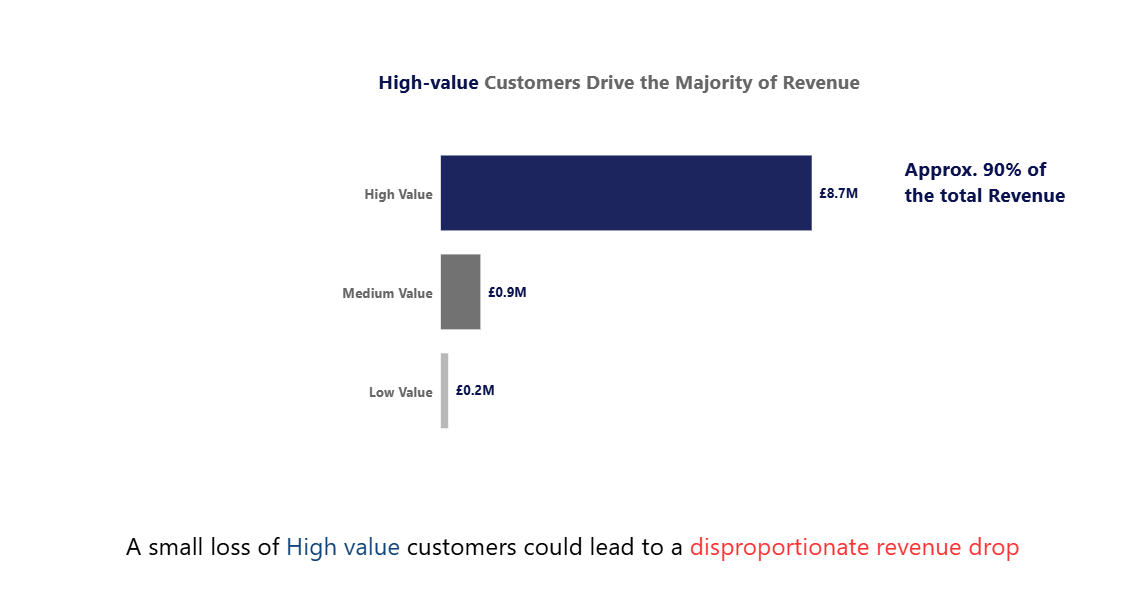 High-value Customers Drive the Majority of Revenue
High Value
£8.7M
Approx. 90% of
the total Revenue
Medium Value
£0.9M
Low Value
£0.2M
A small loss of High value customers could lead to a disproportionate revenue drop